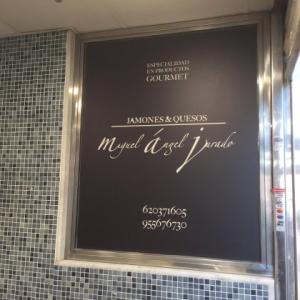 ESPECIALIDAD
EN PRODUCTOS
GOURMET
JAMONES & QUESOS
Miguel Ángel Jurado
620371605
955676730